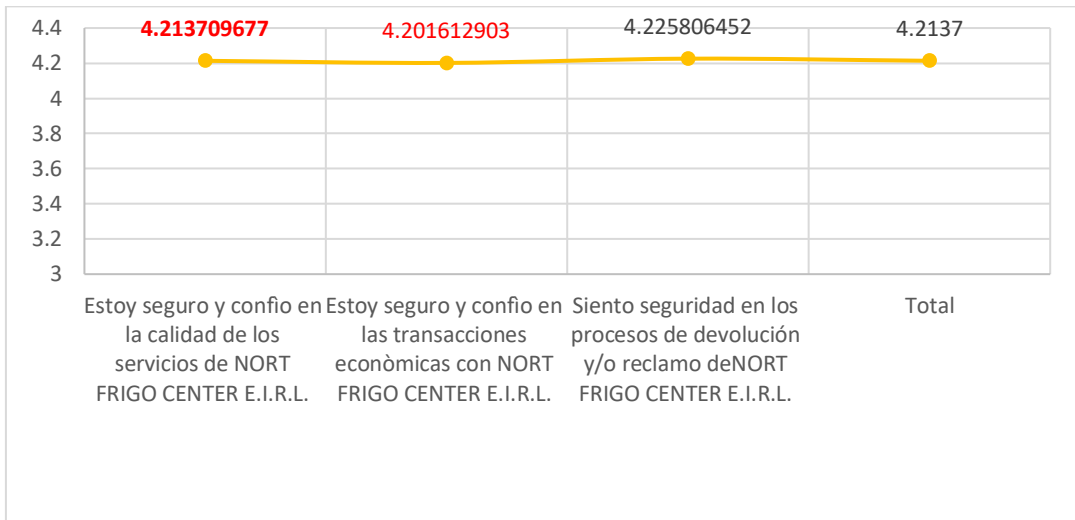 4.4
4.2
4
3.8
3.6
3.4
3.2
3
4.213709677
4.201612903
4.225806452
4.2137
Estoy seguro y confìo en
la calidad de los
servicios de NORT
FRIGO CENTER E.I.R.L.
Estoy seguro y confìo en
las transacciones
econòmicas con NORT
FRIGO CENTER E.I.R.L.
Siento seguridad en los
procesos de devolución
y/o reclamo deNORT
FRIGO CENTER E.I.R.L.
Total